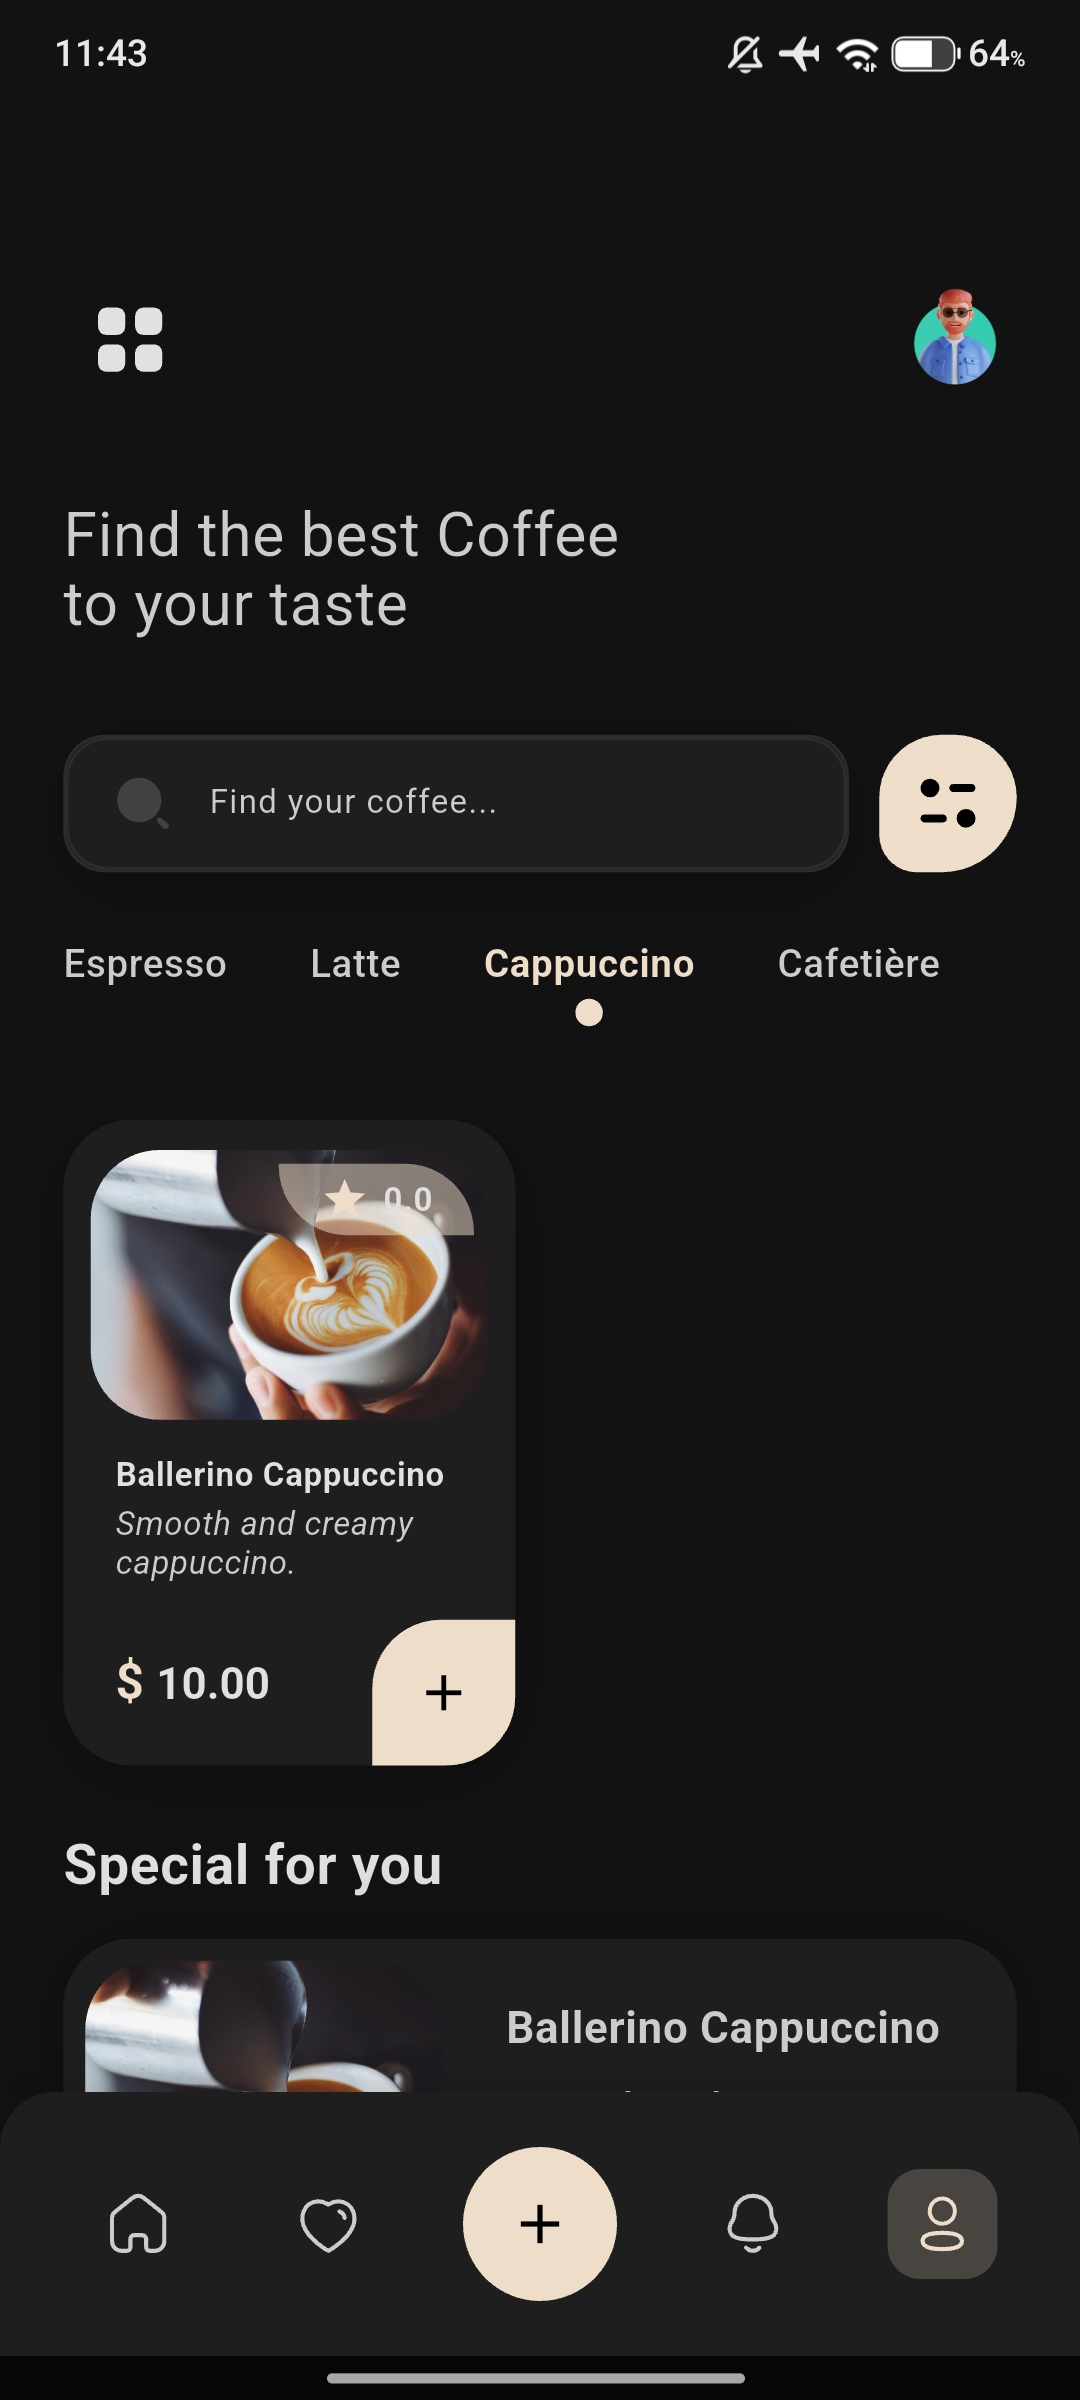 11:43
64%
Find the best Coffee
to your taste
Find your coffee...
Espresso Latte Cappuccino Cafetière
0.0
Ballerino Cappuccino
Smooth and creamy
cappuccino.
$ 10.00
Special for you
Ballerino Cappuccino